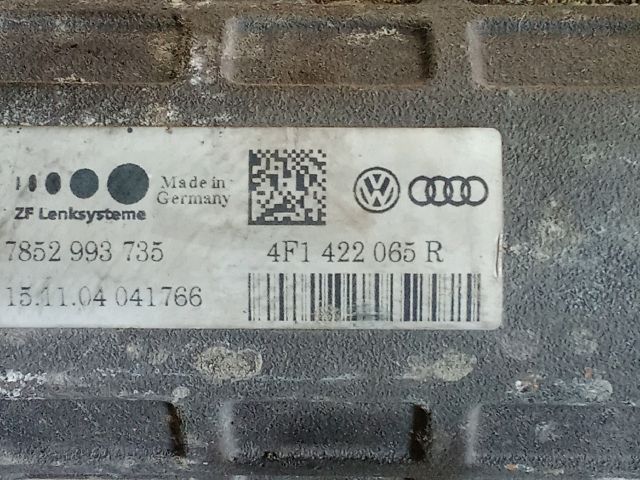 Made in
Germany
ZF Lenksysteme
7852 993 735
4F1 422 065 R
15.11.04 041766